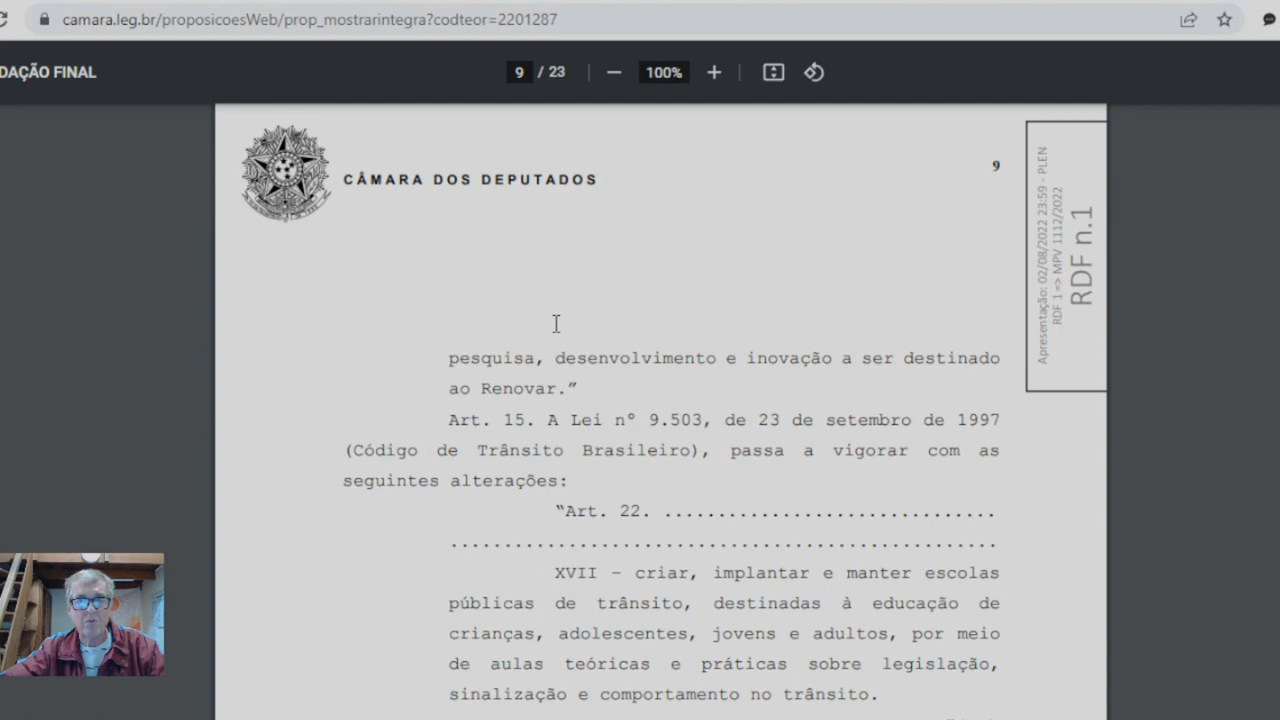 camara.leg.br/proposicoesWeb/prop_mostrarintegra?codteor=2201287
DAÇÃO FINAL
9 / 23
100%
CÂMARA DOS DEPUTADOS
9
Apresentação: 02/08/2022 23:59 - PLEN
RDF 1 => MPV 1112/2022
RDF n.1
pesquisa, desenvolvimento e inovação a ser destinado
ao Renovar.”
Art. 15. A Lei nº 9.503, de 23 de setembro de 1997
(Código de Trânsito Brasileiro), passa a vigorar com as
seguintes alterações:
“Art. 22. ...............................
...................................................
XVII – criar, implantar e manter escolas
públicas de trânsito, destinadas à educação de
crianças, adolescentes, jovens e adultos, por meio
de aulas teóricas e práticas sobre legislação,
sinalização e comportamento no trânsito.